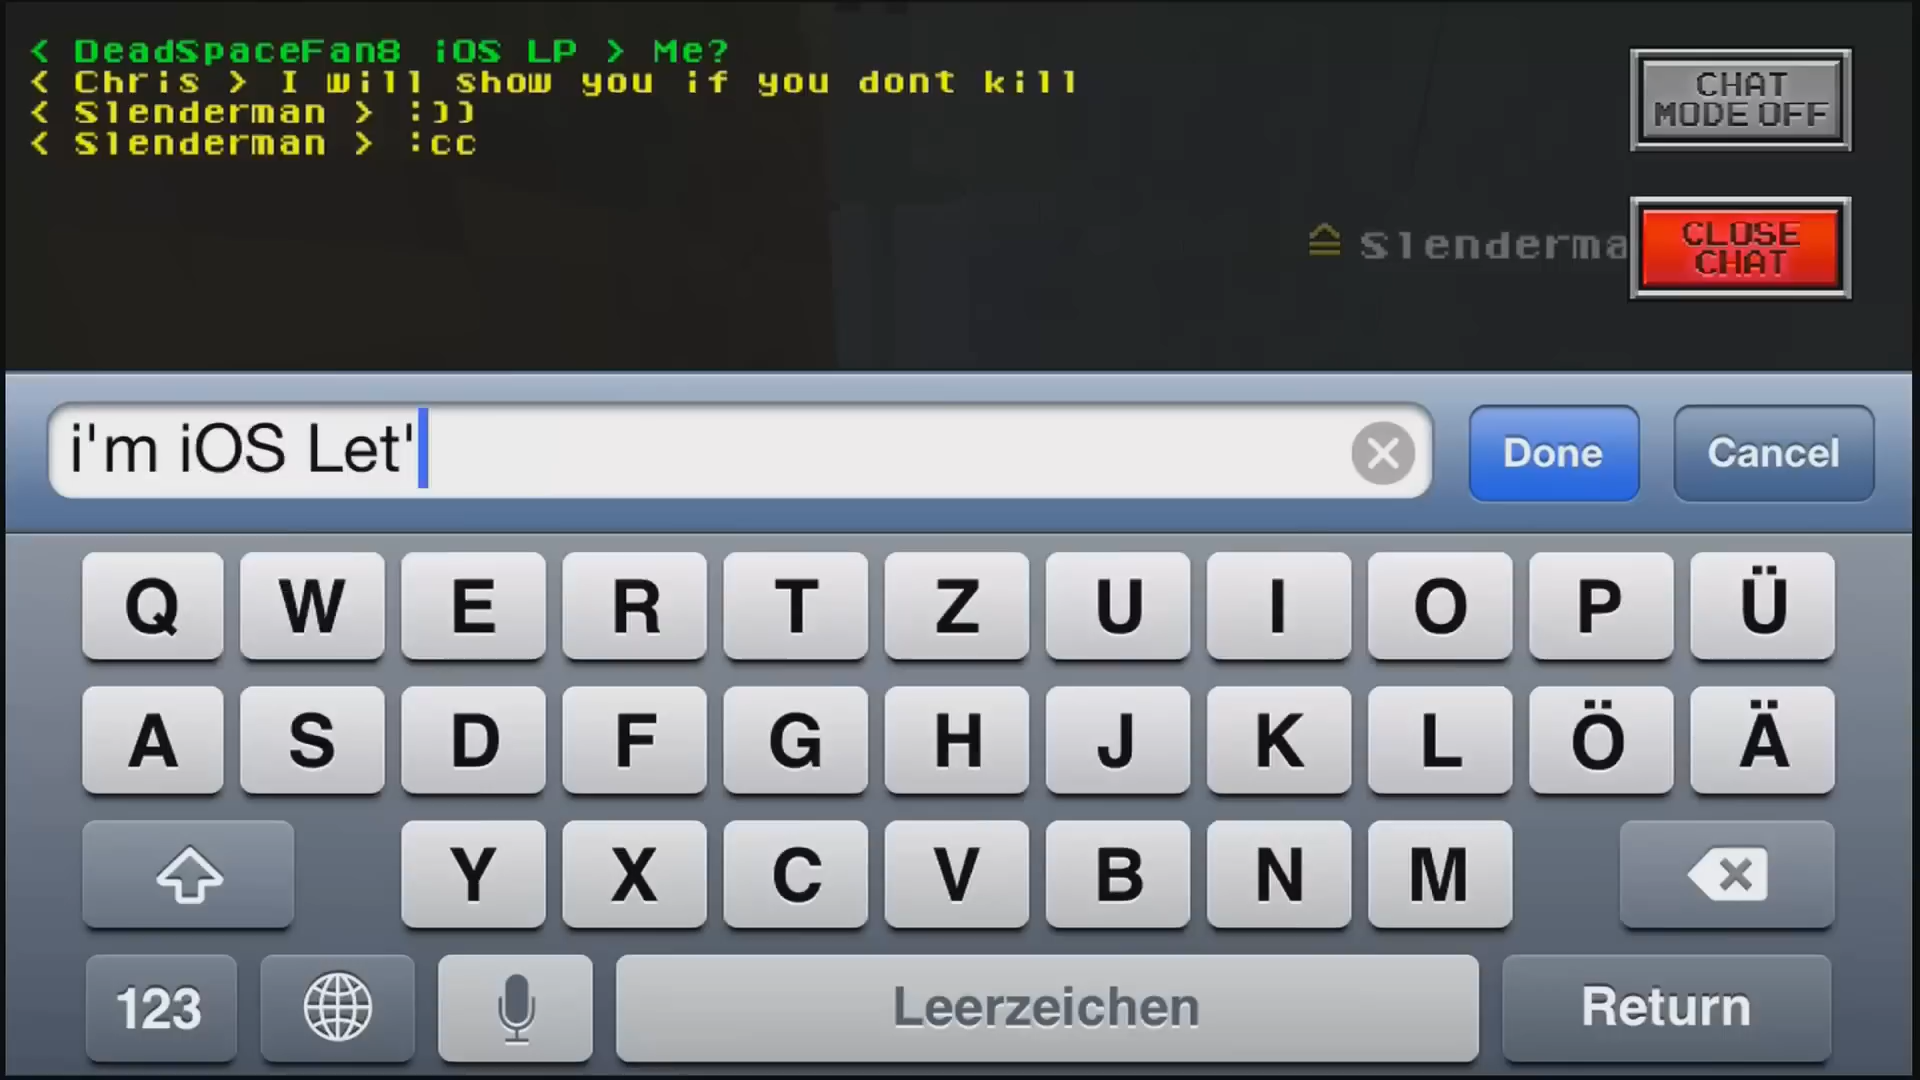 < DeadSpaceFan8 iOS LP > Me?
< Chris > I will show you if you dont kill
< Slenderman > :))
< Slenderman > :cc
CHAT
MODE OFF
Slenderma
CLOSE
CHAT
i'm iOS Let'
Done
Cancel
Q W E R T Z U I O P Ü
A S D F G H J K L Ö Ä
Y X C V B N M
123
Leerzeichen
Return